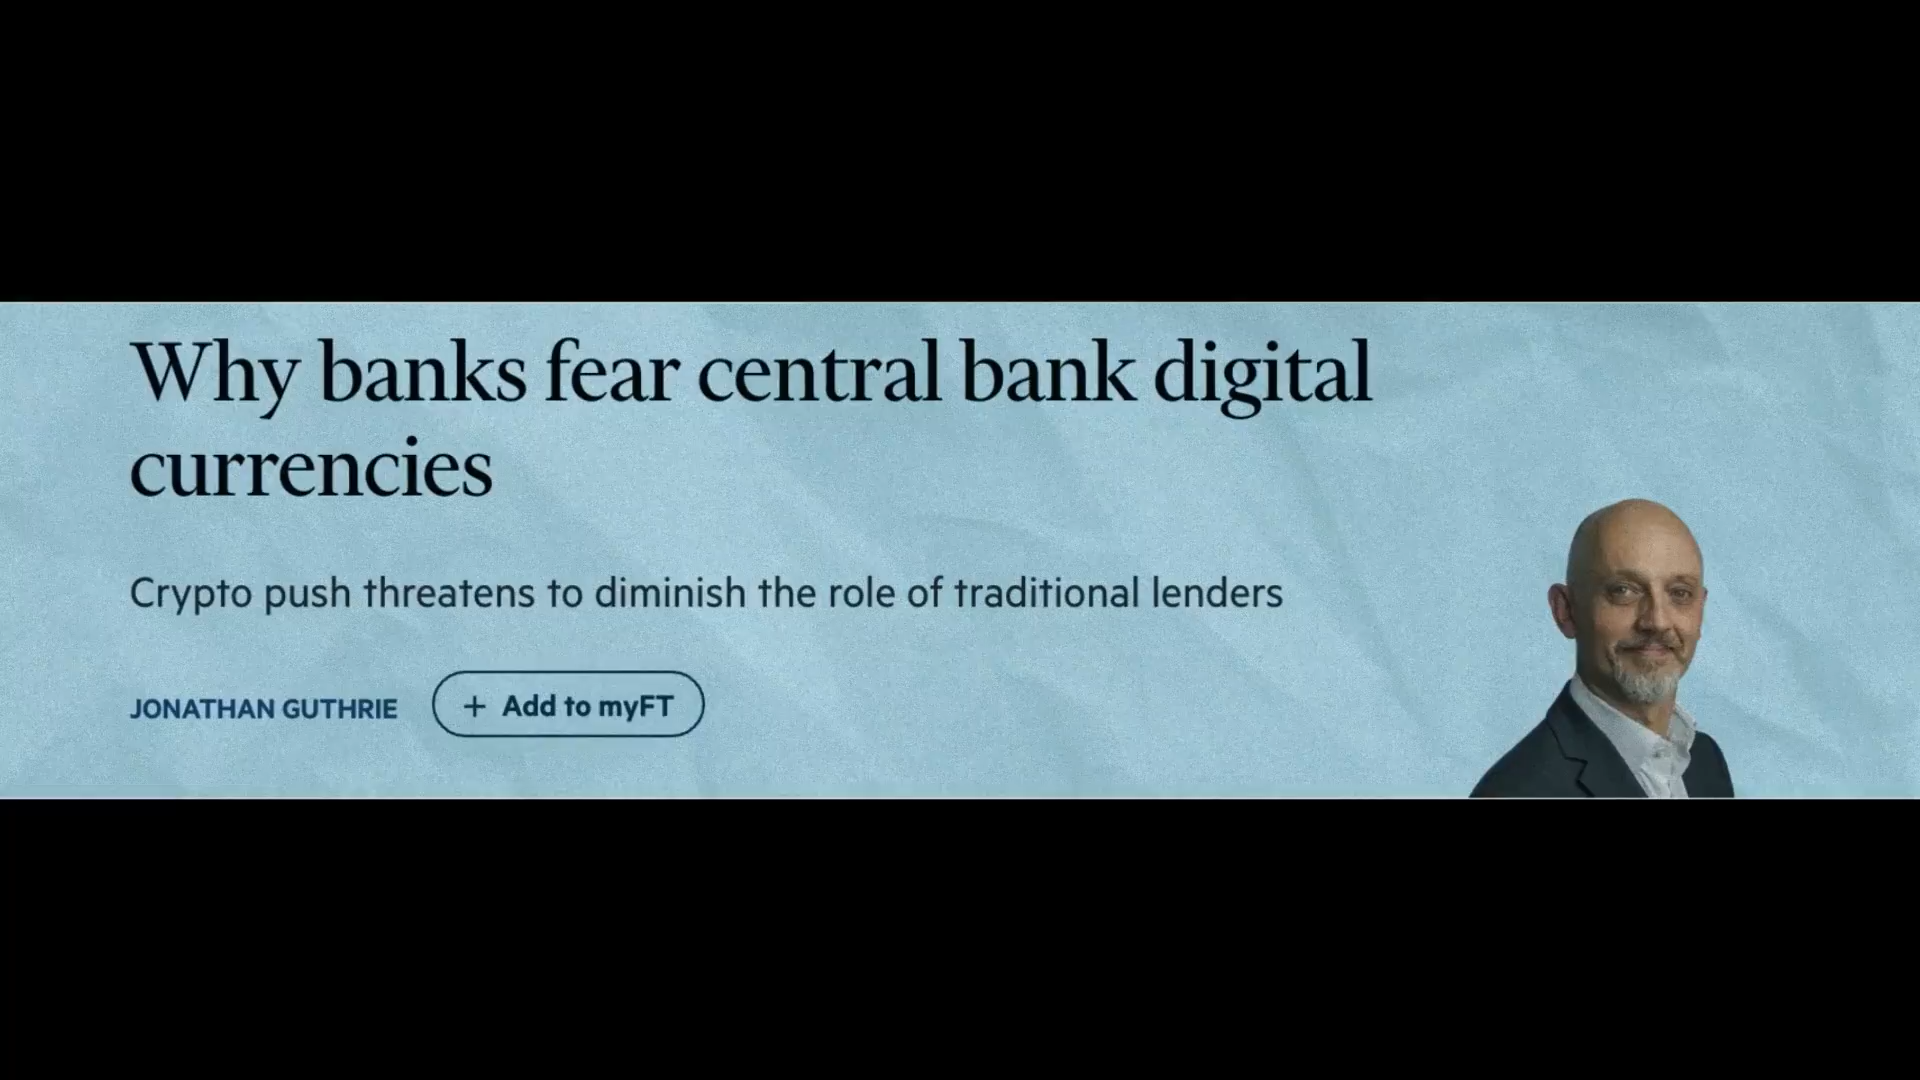 Why banks fear central bank digital
currencies
Crypto push threatens to diminish the role of traditional lenders
JONATHAN GUTHRIE
+ Add to myFT